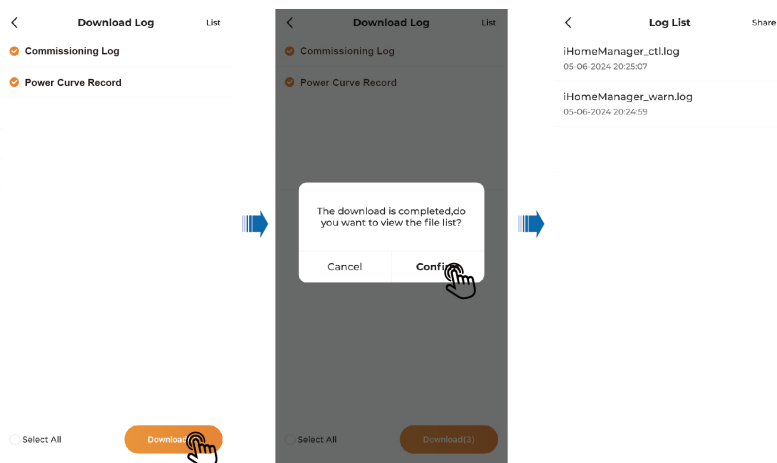 Download Log
List
Commissioning Log
Power Curve Record
Select All
Download
Download Log
List
Commissioning Log
Power Curve Record
The download is completed,do
you want to view the file list?
Cancel
Confir
Select All
Download(3)
Log List
Share
iHomeManager_ctl.log
05-06-2024 20:25:07
iHomeManager_warn.log
05-06-2024 20:24:59